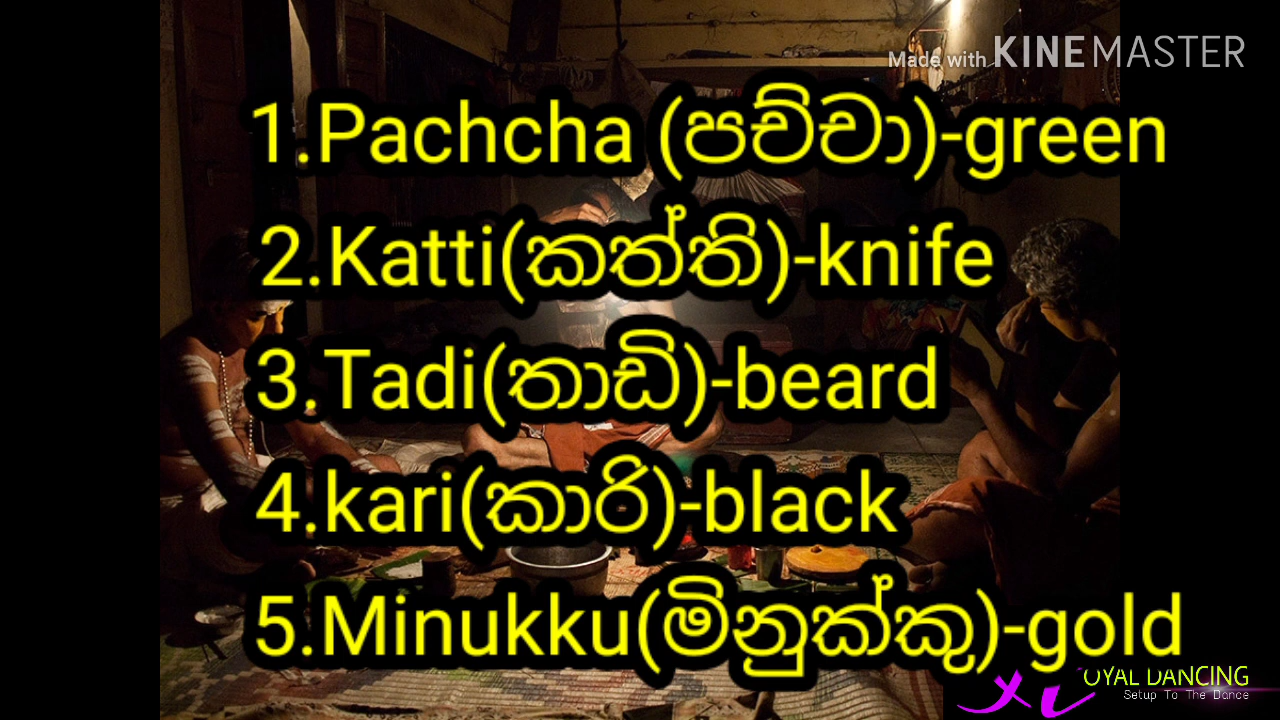 Made with KINEMASTER
1.Pachcha (පච්චා)-green
2.Katti(කත්ති)-knife
3.Tadi(තාඩි)-beard
4.kari(කාරි)-black
5.Minukku(මිනුක්කු)-gold
OYAL DANCING
Setup To The Dance